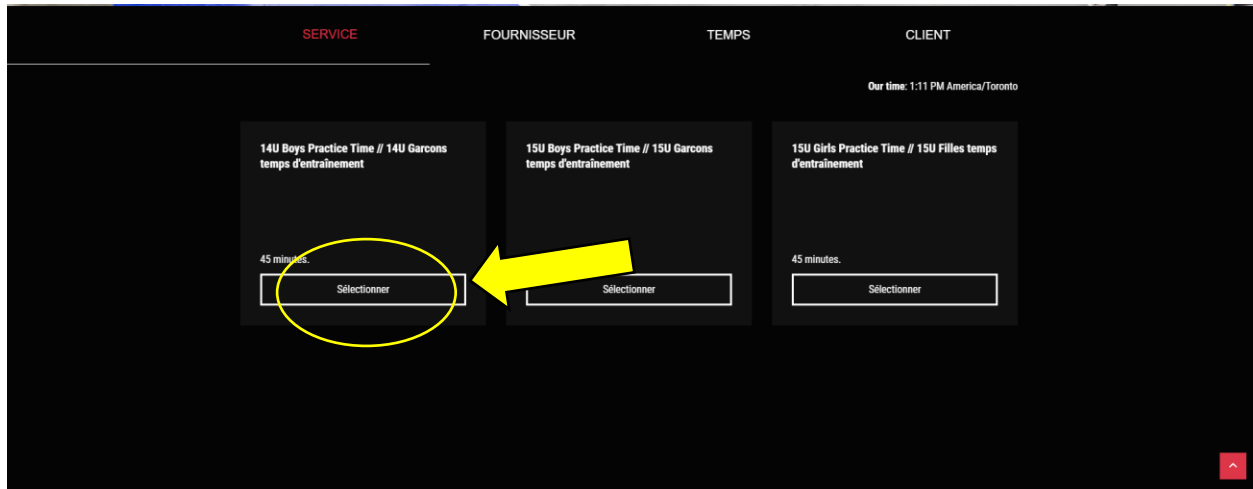 SERVICE FOURNISSEUR TEMPS CLIENT
Our time: 1:11 PM America/Toronto
14U Boys Practice Time // 14U Garcons
temps d'entraînement
45 minutes.
Sélectionner
15U Boys Practice Time // 15U Garcons
temps d'entraînement
Sélectionner
15U Girls Practice Time // 15U Filles temps
d'entraînement
45 minutes.
Sélectionner